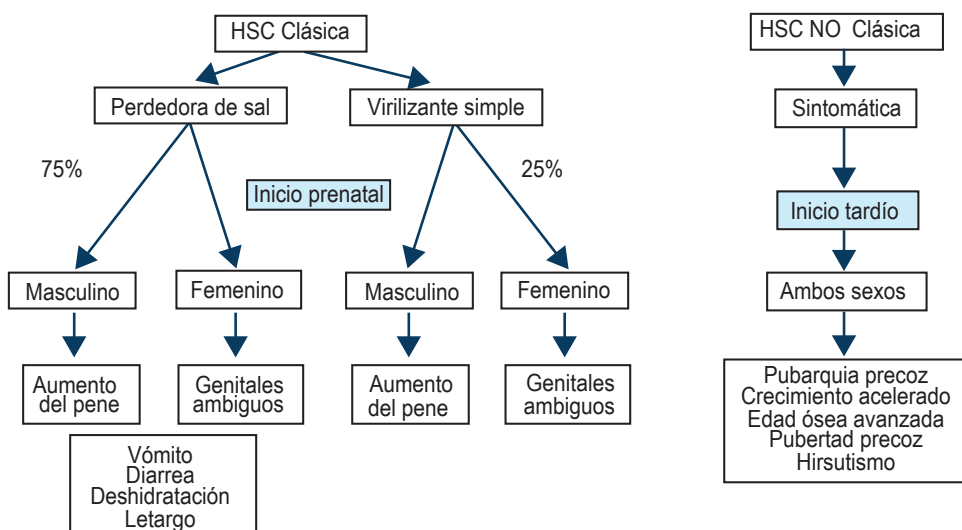 HSC Clásica
Perdedora de sal
Virilizante simple
75%
25%
Inicio prenatal
Masculino
Femenino
Masculino
Femenino
Aumento
del pene
Genitales
ambiguos
Aumento
del pene
Genitales
ambiguos
Vómito
Diarrea
Deshidratación
Letargo
HSC NO Clásica
Sintomática
Inicio tardío
Ambos sexos
Pubarquia precoz
Crecimiento acelerado
Edad ósea avanzada
Pubertad precoz
Hirsutismo